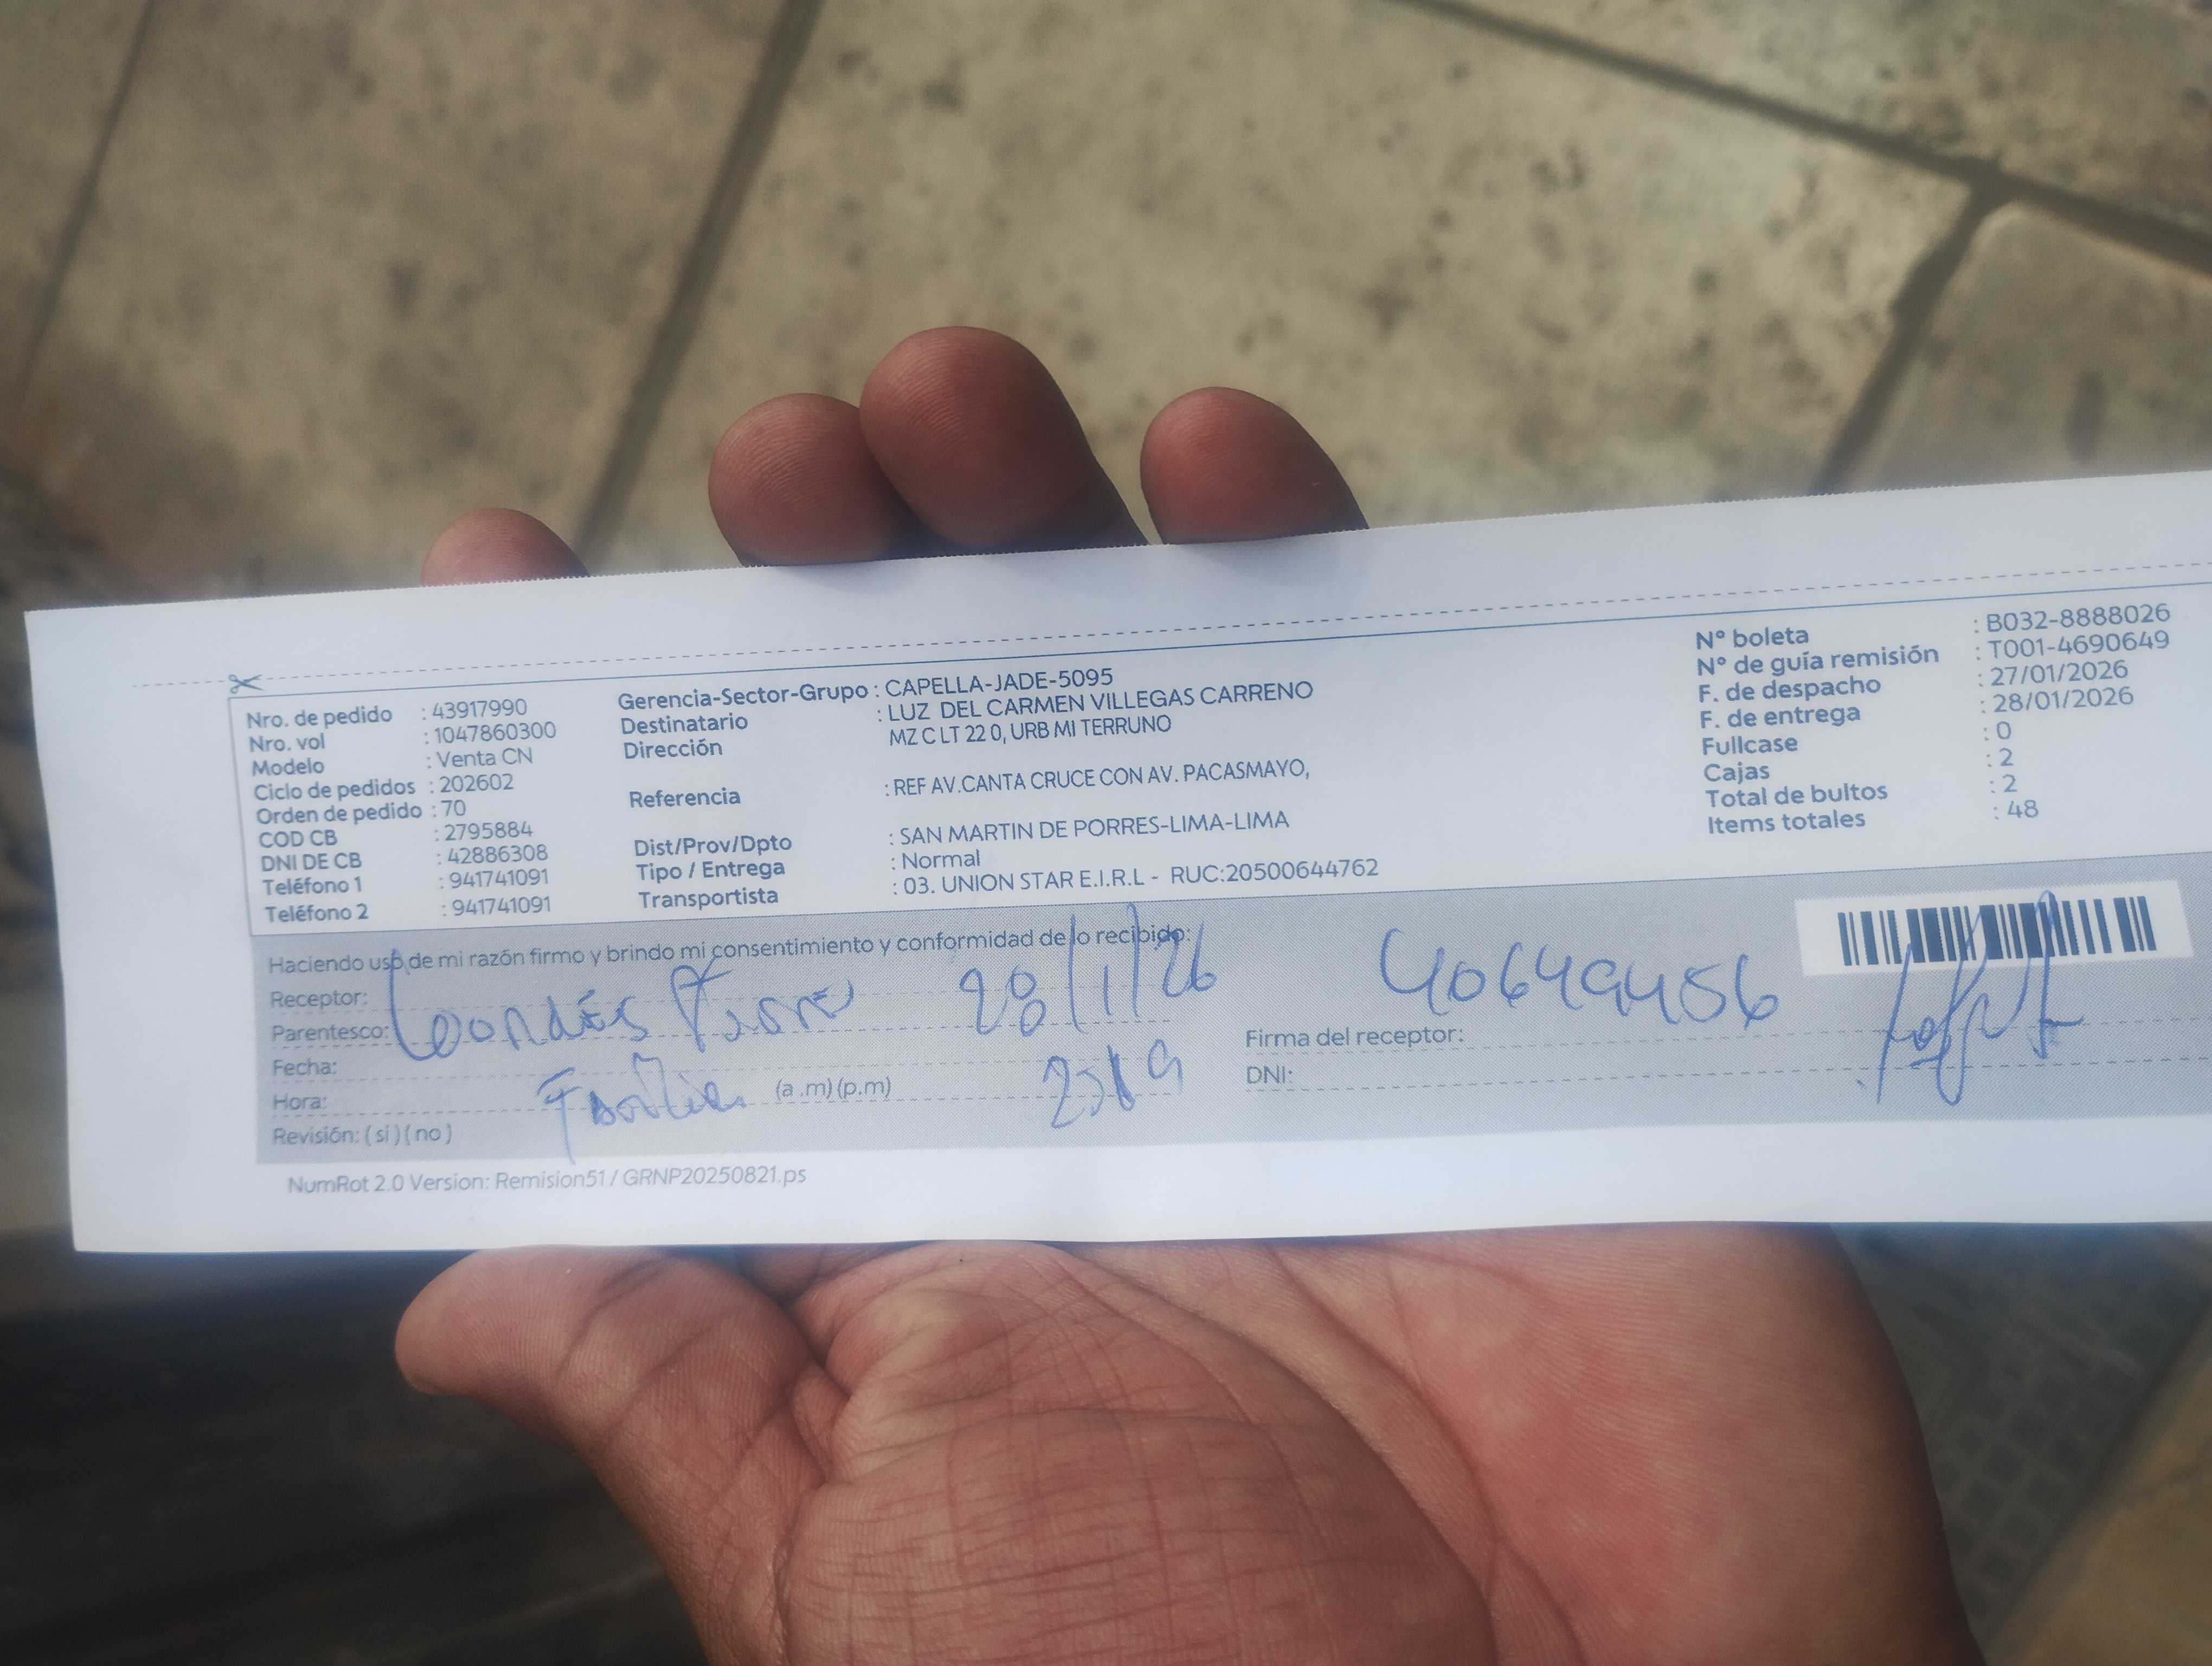 Nro. de pedido : 43917990
Nro. vol : 1047860300
Modelo : Venta CN
Ciclo de pedidos : 202602
Orden de pedido : 70
COD CB : 2795884
DNI DE CB : 42886308
Teléfono 1 : 941741091
Teléfono 2 : 941741091
Gerencia-Sector-Grupo : CAPELLA-JADE-5095
Destinatario : LUZ DEL CARMEN VILLEGAS CARRENO
Dirección MZ C LT 22 0, URB MI TERRUNO
Referencia : REF AV.CANTA CRUCE CON AV. PACASMAYO,
Dist/Prov/Dpto : SAN MARTIN DE PORRES-LIMA-LIMA
Tipo / Entrega : Normal
Transportista : 03. UNION STAR E.I.R.L - RUC:20500644762
N° boleta : B032-8888026
N° de guía remisión : T001-4690649
F. de despacho : 27/01/2026
F. de entrega : 28/01/2026
Fullcase : 0
Cajas : 2
Total de bultos : 2
Items totales : 48
Haciendo uso de mi razón firmo y brindo mi consentimiento y conformidad de lo recibido:
Receptor:
Parentesco: 28/1/26
Fecha:
Hora: (a.m)(p.m)
Revisión: (si)(no)
40649456
Firma del receptor:
DNI:
NumRot 2.0 Version: Remision51 / GRNP20250821.ps